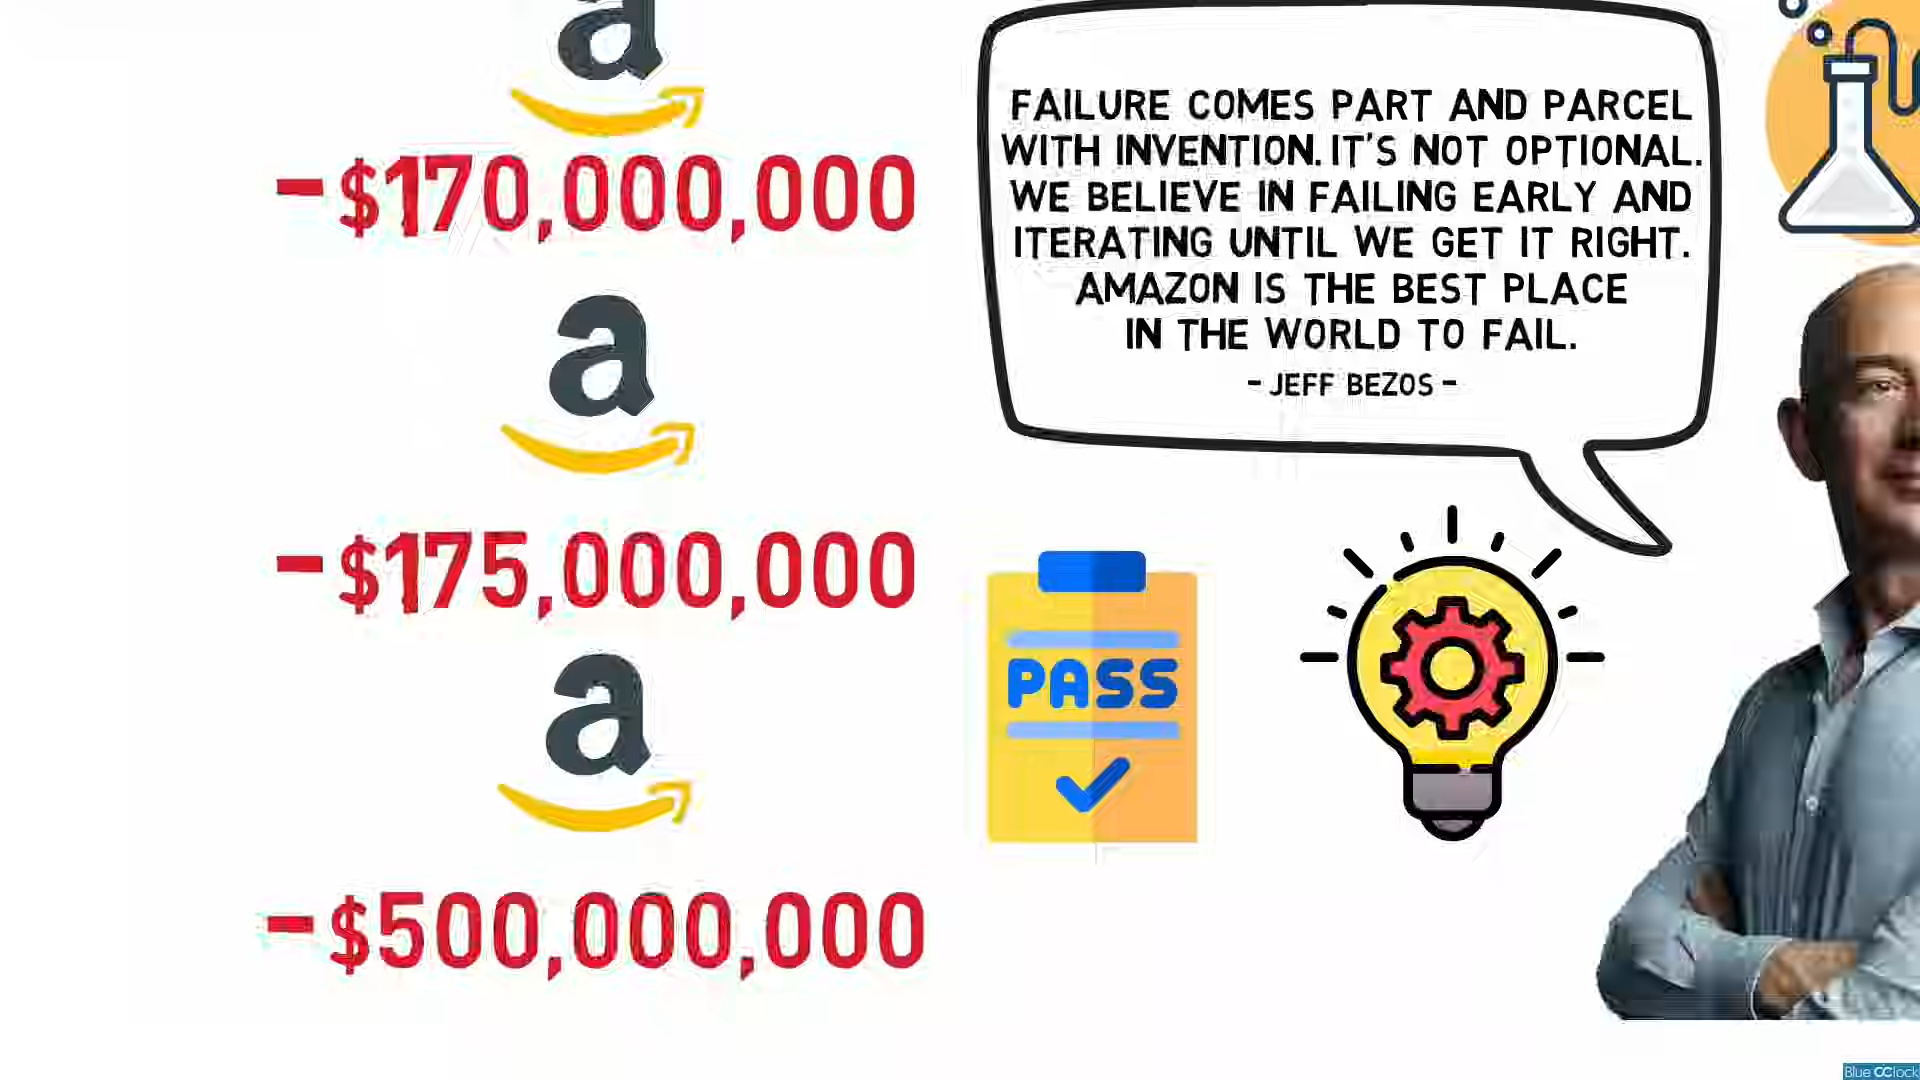 a
-$170,000,000
a
-$175,000,000
a
-$500,000,000
FAILURE COMES PART AND PARCEL
WITH INVENTION. IT'S NOT OPTIONAL.
WE BELIEVE IN FAILING EARLY AND
ITERATING UNTIL WE GET IT RIGHT.
AMAZON IS THE BEST PLACE
IN THE WORLD TO FAIL.
- JEFF BEZOS -
PASS
Blue CClock